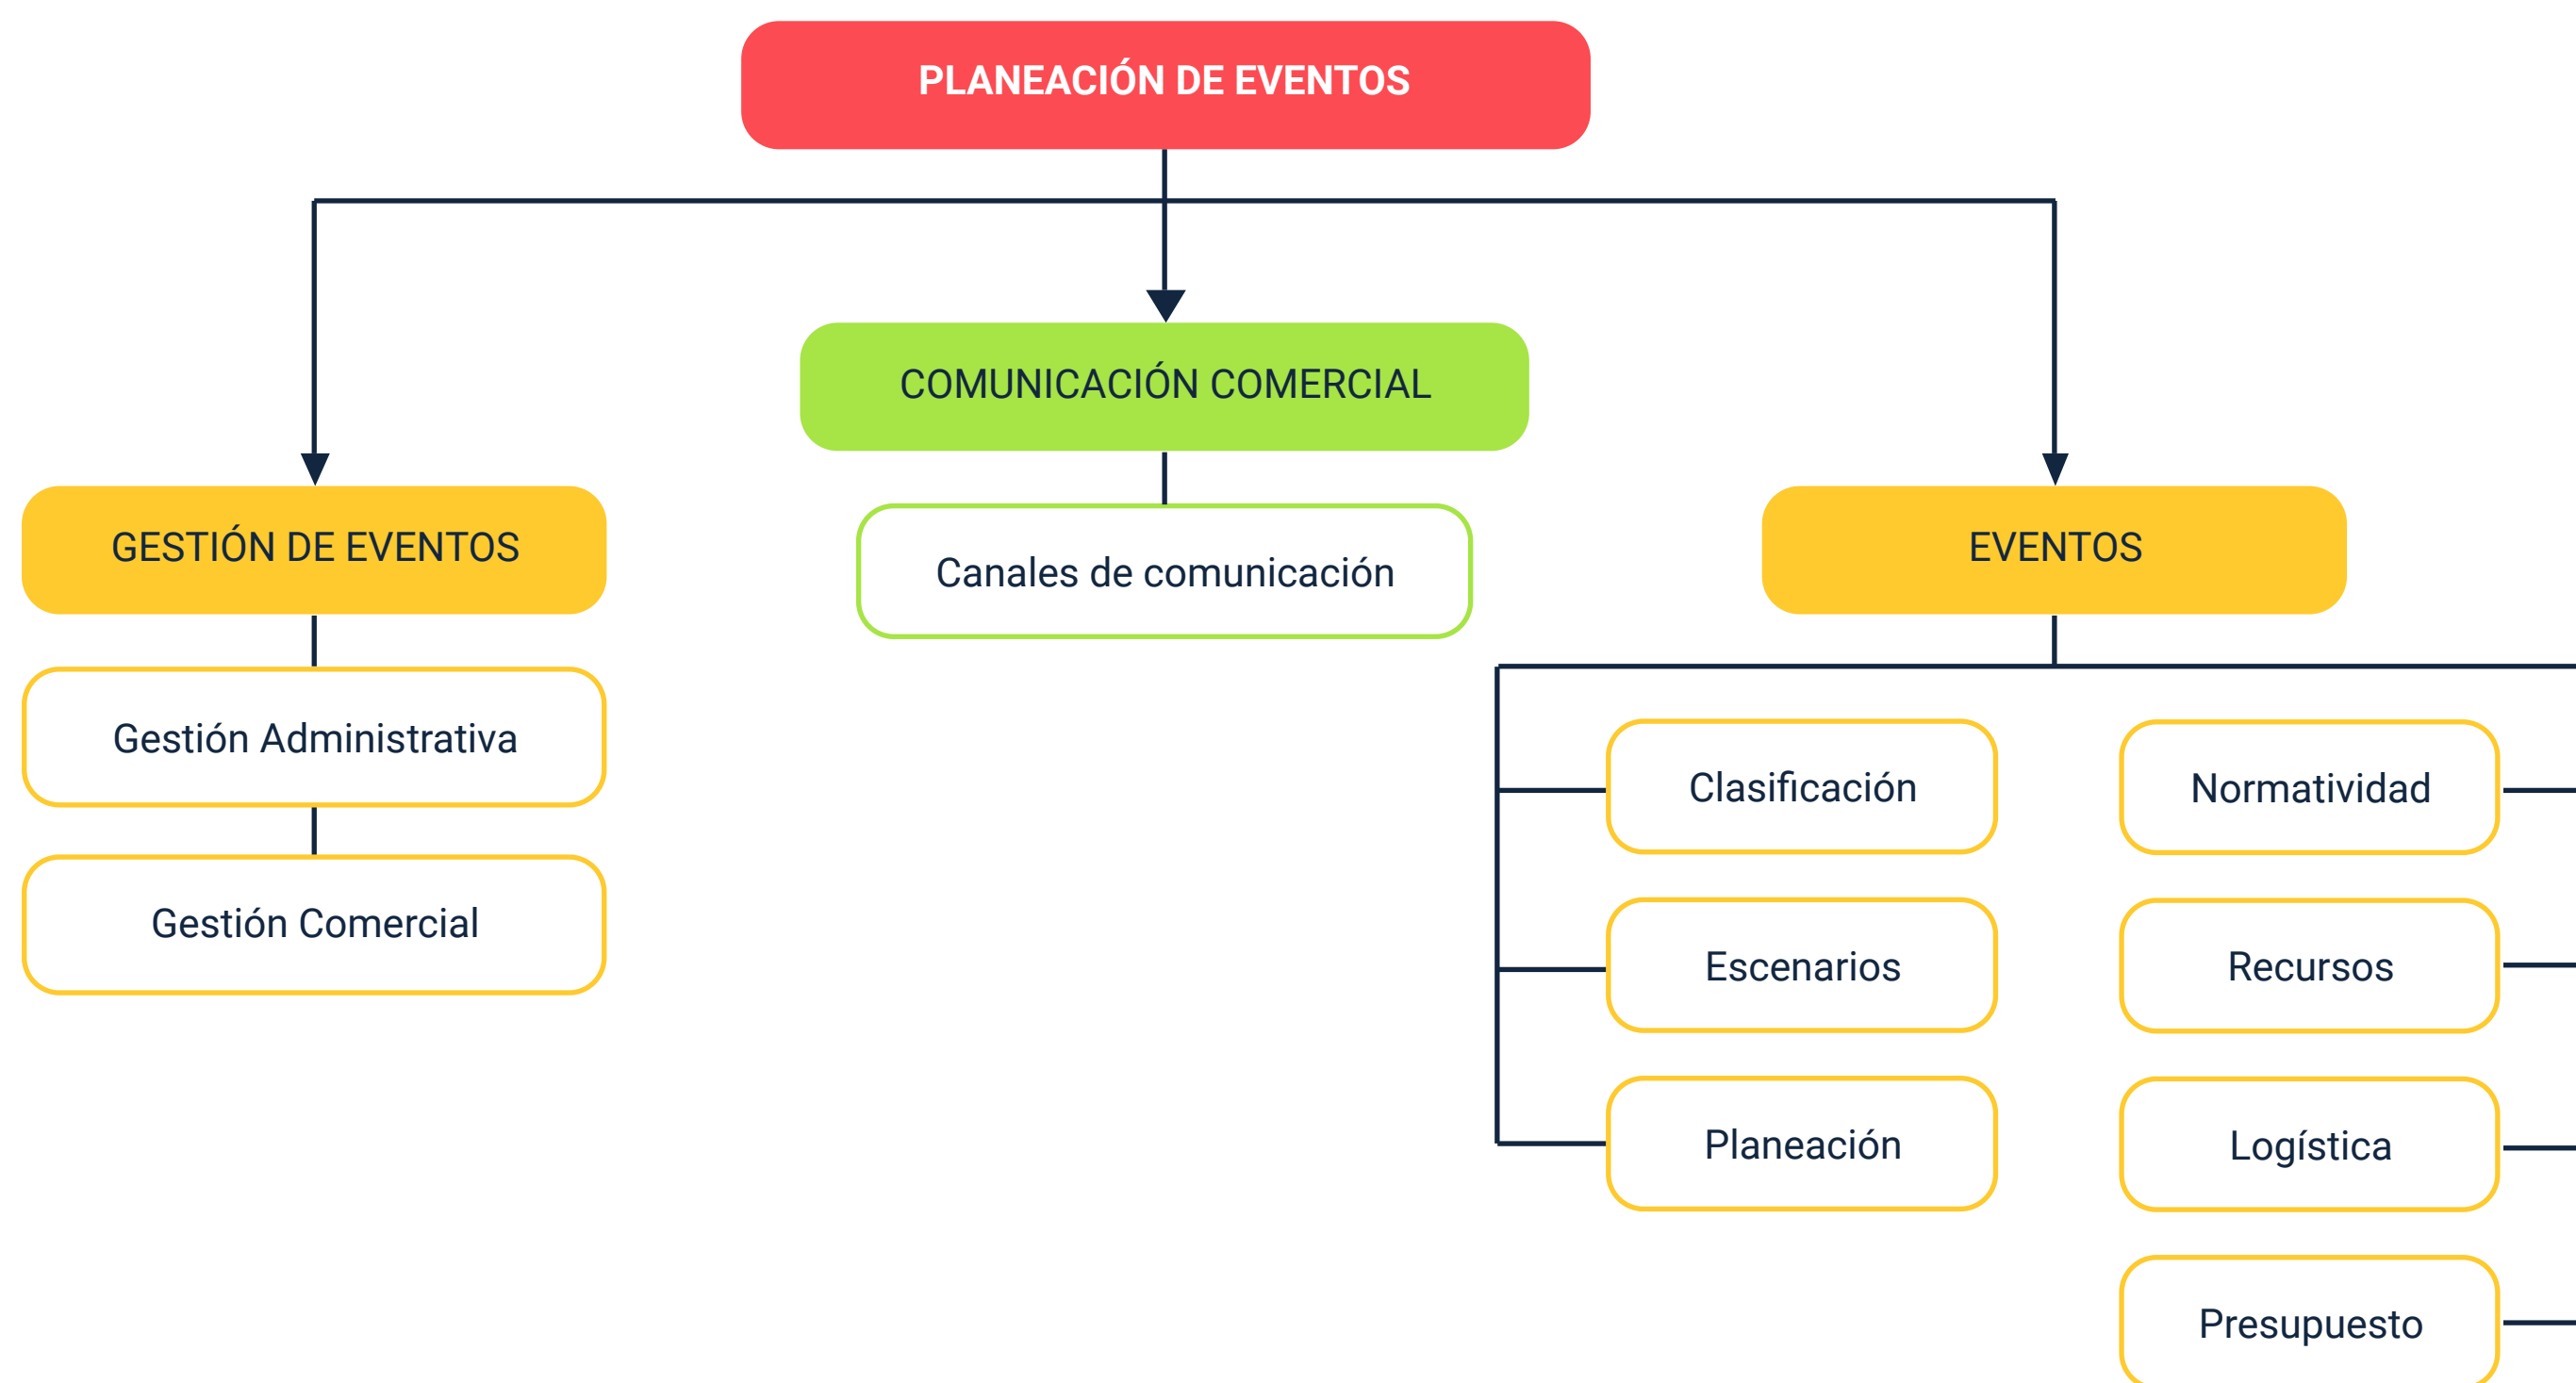 PLANEACIÓN DE EVENTOS
COMUNICACIÓN COMERCIAL
Canales de comunicación
GESTIÓN DE EVENTOS
Gestión Administrativa
Gestión Comercial
EVENTOS
Clasificación
Escenarios
Planeación
Normatividad
Recursos
Logística
Presupuesto